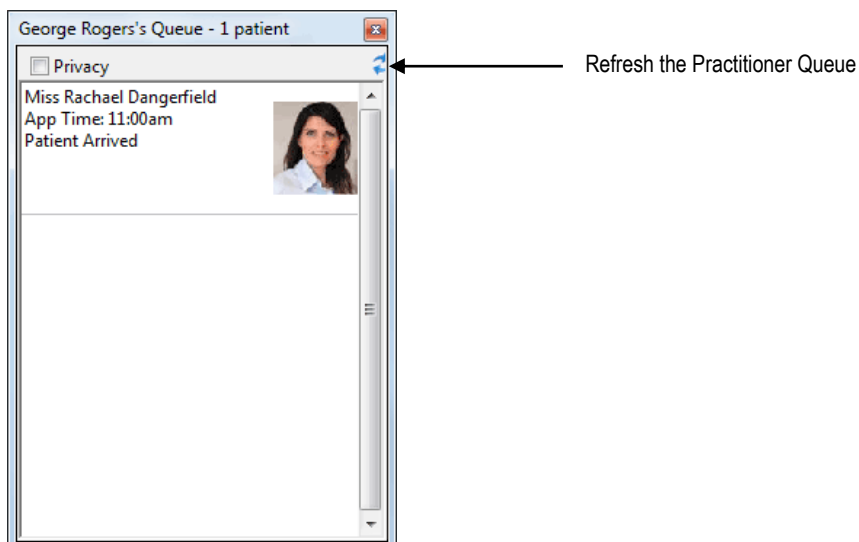 George Rogers's Queue - 1 patient
Privacy
Refresh the Practitioner Queue
Miss Rachael Dangerfield
App Time: 11:00am
Patient Arrived